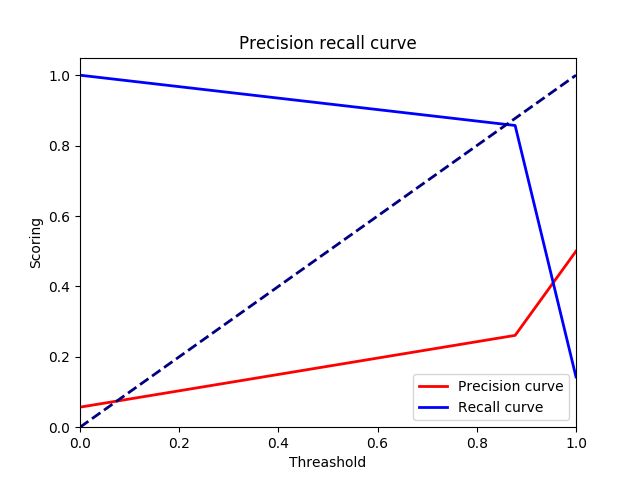 Precision recall curve
1.0
0.8
0.6
0.4
0.2
0.0
Scoring
Precision curve
Recall curve
0.0 0.2 0.4 0.6 0.8 1.0
Threashold